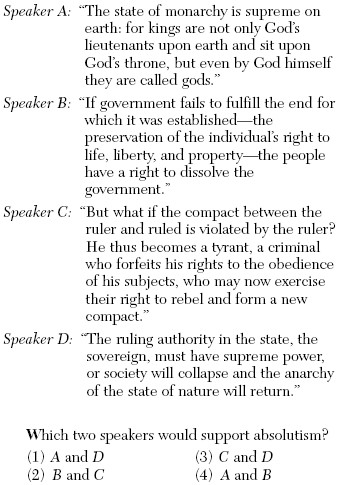 Speaker A: “The state of monarchy is supreme on
earth: for kings are not only God’s
lieutenants upon earth and sit upon
God’s throne, but even by God himself
they are called gods.”
Speaker B: “If government fails to fulfill the end for
which it was established—the
preservation of the individual’s right to
life, liberty, and property—the people
have a right to dissolve the
government.”
Speaker C: “But what if the compact between the
ruler and ruled is violated by the ruler?
He thus becomes a tyrant, a criminal
who forfeits his rights to the obedience
of his subjects, who may now exercise
their right to rebel and form a new
compact.”
Speaker D: “The ruling authority in the state, the
sovereign, must have supreme power,
or society will collapse and the anarchy
of the state of nature will return.”
Which two speakers would support absolutism?
(1) A and D (3) C and D
(2) B and C (4) A and B